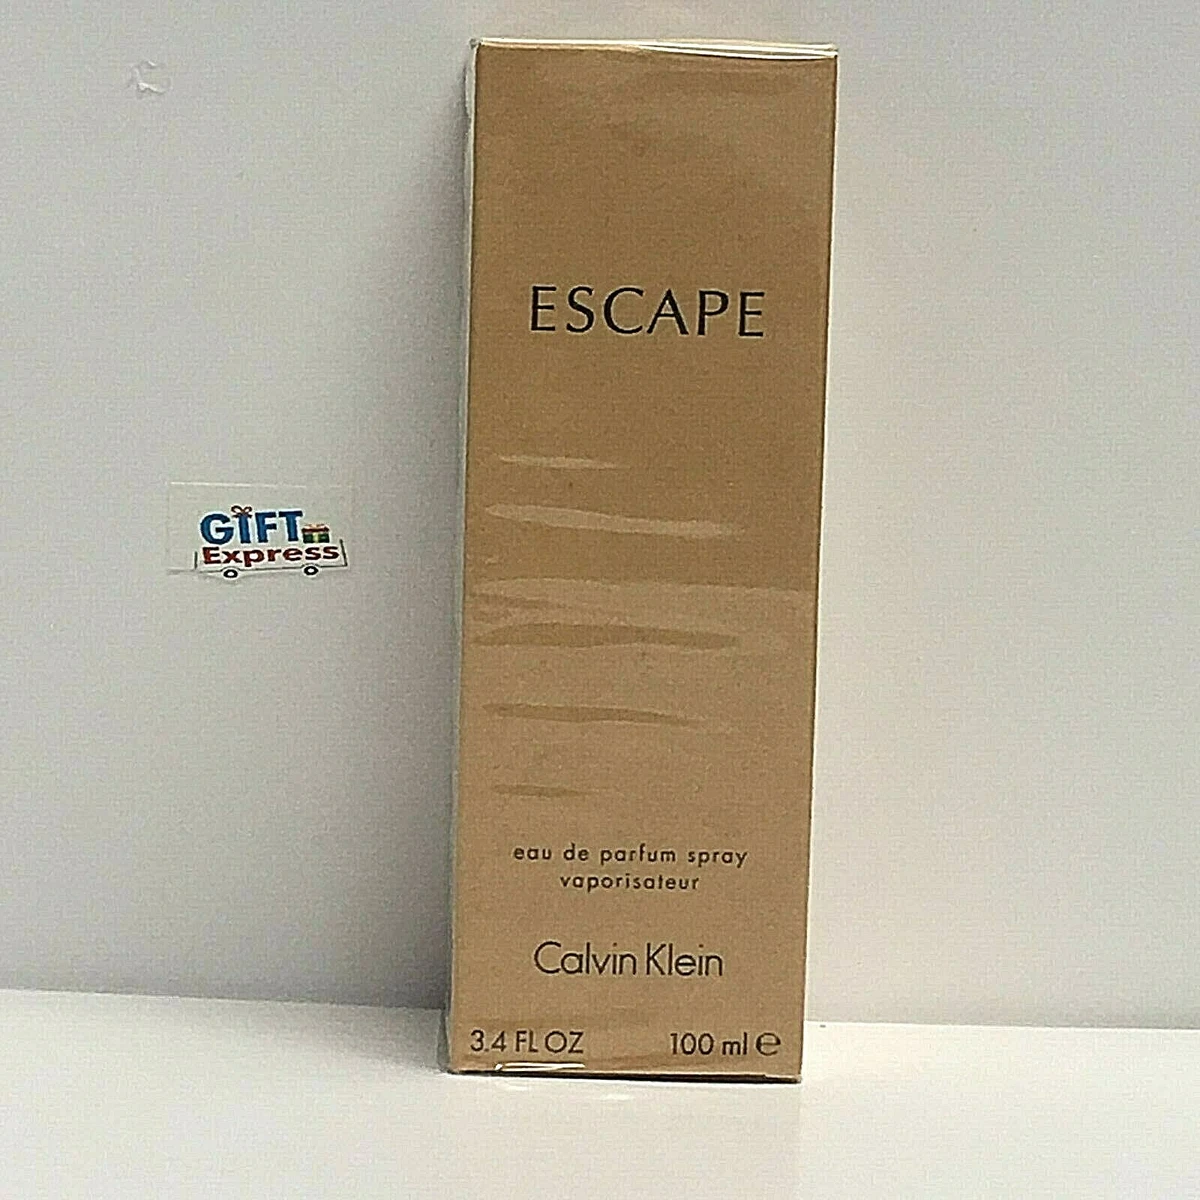 ESCAPE
GIFT
Express
eau de parfum spray
vaporisateur
Calvin Klein
3.4 FL OZ 100 ml ℮